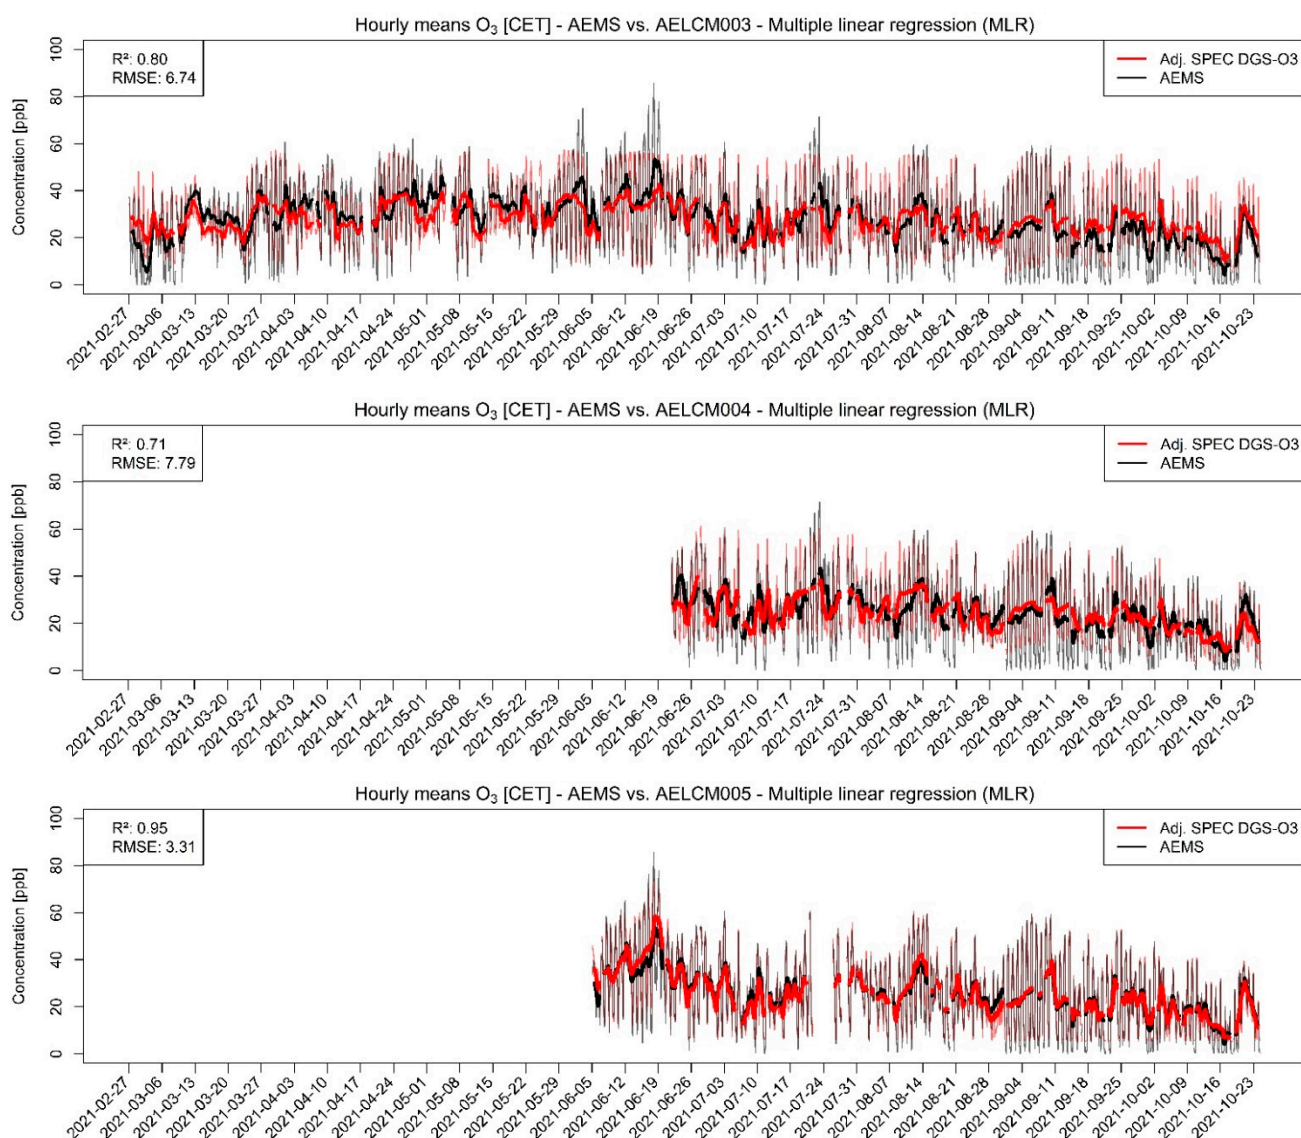 Hourly means O₃ [CET] - AEMS vs. AELCM003 - Multiple linear regression (MLR)
R²: 0.80
RMSE: 6.74
Adj. SPEC DGS-O3
AEMS
Concentration [ppb]
100
80
60
40
20
0
2021-02-27 2021-03-06 2021-03-13 2021-03-20 2021-03-27 2021-04-03 2021-04-10 2021-04-17 2021-04-24 2021-05-01 2021-05-08 2021-05-15 2021-05-22 2021-05-29 2021-06-05 2021-06-12 2021-06-19 2021-06-26 2021-07-03 2021-07-10 2021-07-17 2021-07-24 2021-07-31 2021-08-07 2021-08-14 2021-08-21 2021-08-28 2021-09-04 2021-09-11 2021-09-18 2021-09-25 2021-10-02 2021-10-09 2021-10-16 2021-10-23
Hourly means O₃ [CET] - AEMS vs. AELCM004 - Multiple linear regression (MLR)
R²: 0.71
RMSE: 7.79
Adj. SPEC DGS-O3
AEMS
Concentration [ppb]
100
80
60
40
20
0
2021-02-27 2021-03-06 2021-03-13 2021-03-20 2021-03-27 2021-04-03 2021-04-10 2021-04-17 2021-04-24 2021-05-01 2021-05-08 2021-05-15 2021-05-22 2021-05-29 2021-06-05 2021-06-12 2021-06-19 2021-06-26 2021-07-03 2021-07-10 2021-07-17 2021-07-24 2021-07-31 2021-08-07 2021-08-14 2021-08-21 2021-08-28 2021-09-04 2021-09-11 2021-09-18 2021-09-25 2021-10-02 2021-10-09 2021-10-16 2021-10-23
Hourly means O₃ [CET] - AEMS vs. AELCM005 - Multiple linear regression (MLR)
R²: 0.95
RMSE: 3.31
Adj. SPEC DGS-O3
AEMS
Concentration [ppb]
100
80
60
40
20
0
2021-02-27 2021-03-06 2021-03-13 2021-03-20 2021-03-27 2021-04-03 2021-04-10 2021-04-17 2021-04-24 2021-05-01 2021-05-08 2021-05-15 2021-05-22 2021-05-29 2021-06-05 2021-06-12 2021-06-19 2021-06-26 2021-07-03 2021-07-10 2021-07-17 2021-07-24 2021-07-31 2021-08-07 2021-08-14 2021-08-21 2021-08-28 2021-09-04 2021-09-11 2021-09-18 2021-09-25 2021-10-02 2021-10-09 2021-10-16 2021-10-23